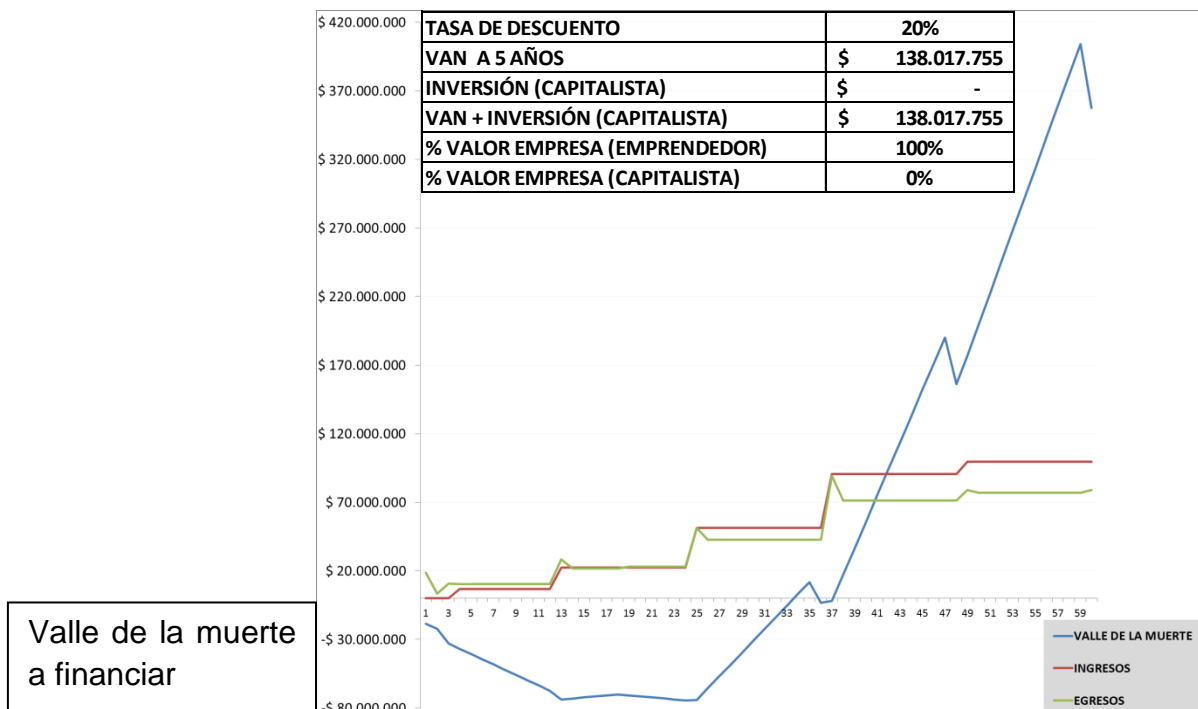 $ 420.000.000
TASA DE DESCUENTO 20%
VAN A 5 AÑOS $ 138.017.755
$ 370.000.000
INVERSIÓN (CAPITALISTA) $ -
VAN + INVERSIÓN (CAPITALISTA) $ 138.017.755
$ 320.000.000
% VALOR EMPRESA (EMPRENDEDOR) 100%
% VALOR EMPRESA (CAPITALISTA) 0%
$ 270.000.000
$ 220.000.000
$ 170.000.000
$ 120.000.000
$ 70.000.000
$ 20.000.000
1 3 5 7 9 11 13 15 17 19 21 23 25 27 29 31 33 35 37 39 41 43 45 47 49 51 53 55 57 59
-$ 30.000.000
-$ 80.000.000
Valle de la muerte
a financiar
VALLE DE LA MUERTE
INGRESOS
EGRESOS